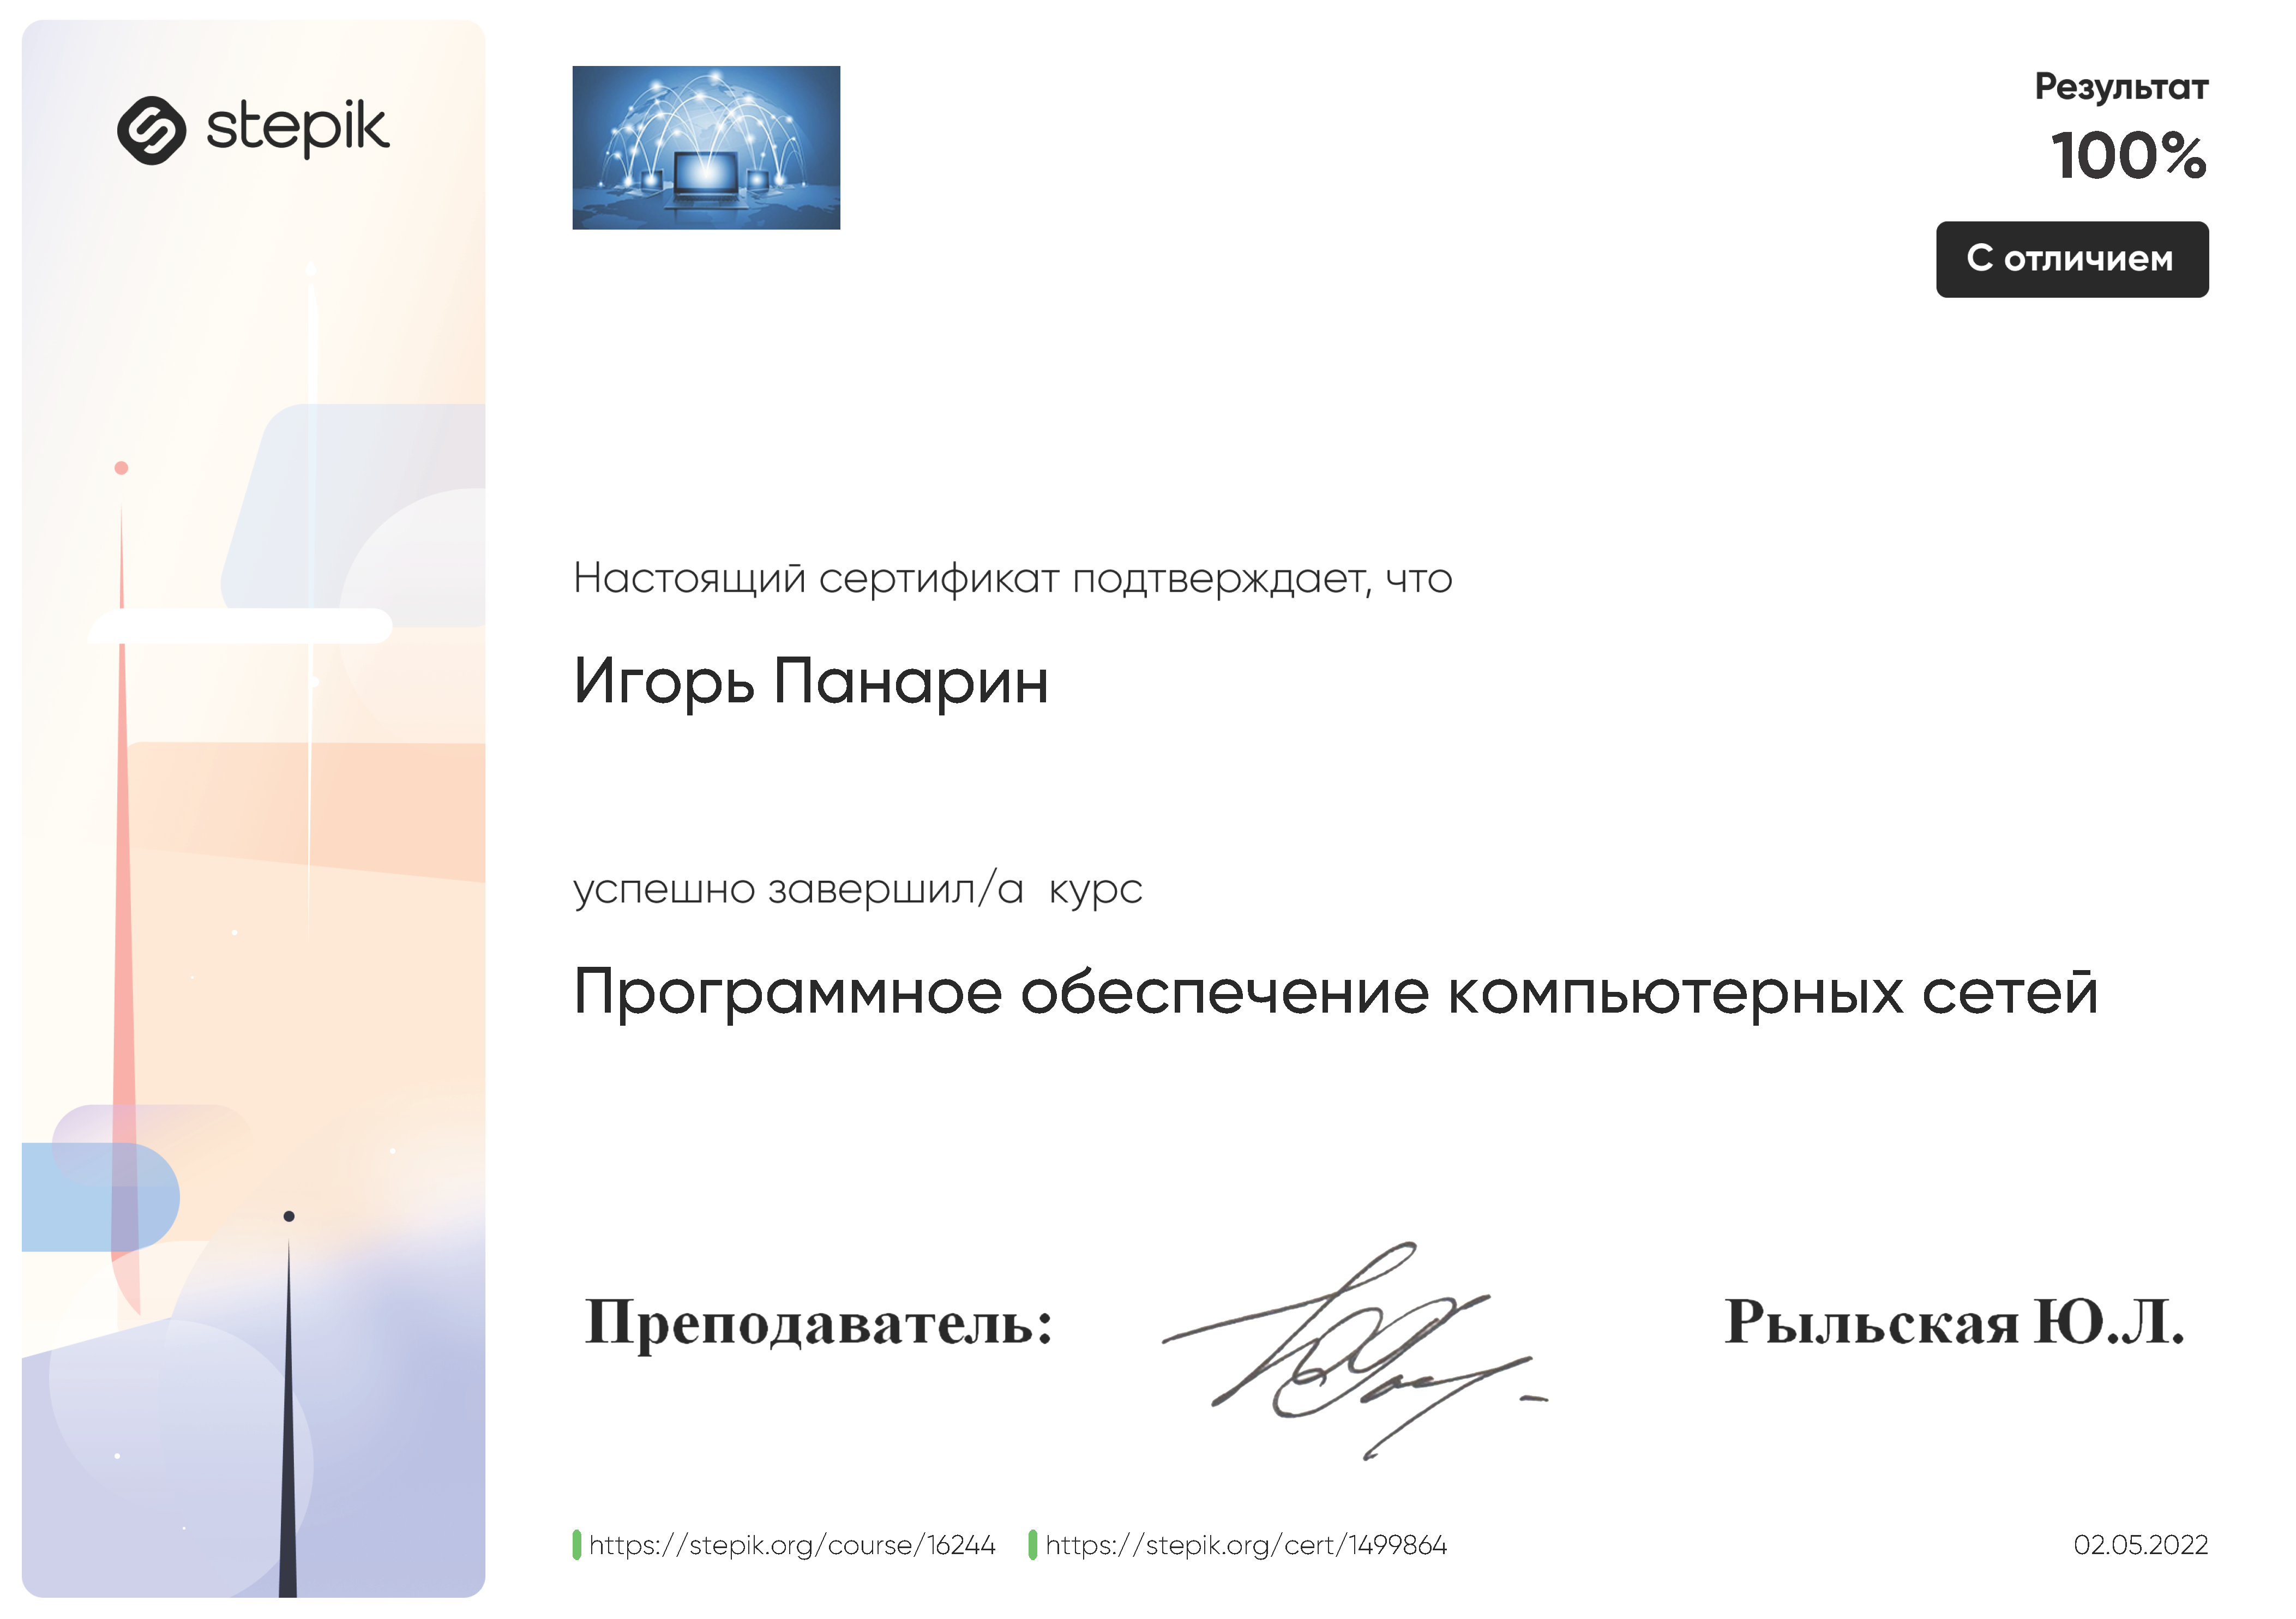 stepik
Результат
100%
С отличием
Настоящий сертификат подтверждает, что
Игорь Панарин
успешно завершил/а курс
Программное обеспечение компьютерных сетей
Преподаватель:
Рыльская Ю.Л.
https://stepik.org/course/16244
https://stepik.org/cert/1499864
02.05.2022